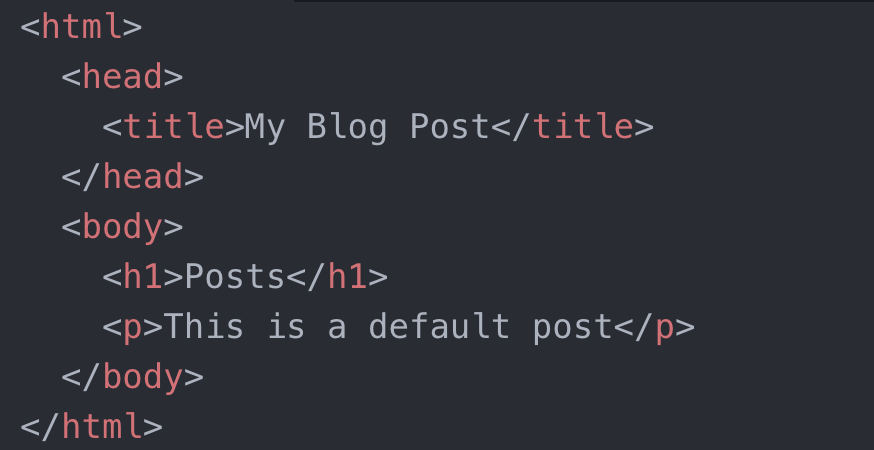 <html>
  <head>
    <title>My Blog Post</title>
  </head>
  <body>
    <h1>Posts</h1>
    <p>This is a default post</p>
  </body>
</html>